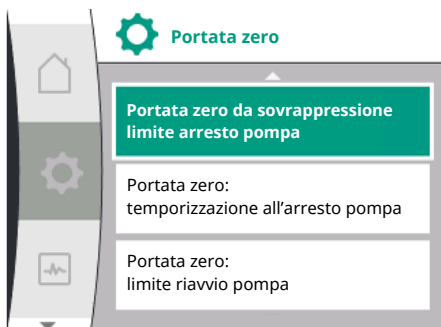 Portata zero
Portata zero da sovrappressione
limite arresto pompa
Portata zero:
temporizzazione all’arresto pompa
Portata zero:
limite riavvio pompa